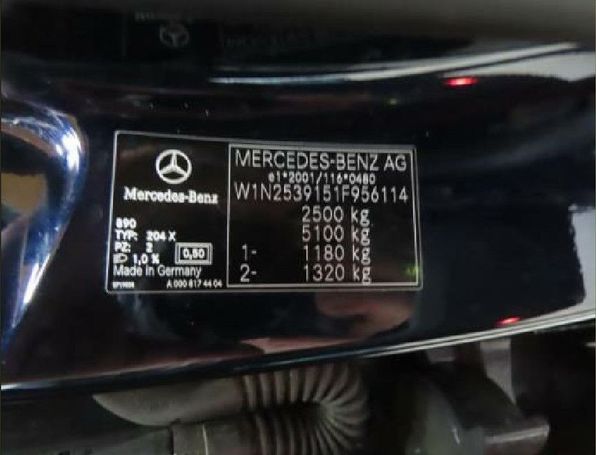 Mercedes-Benz
890
TYP: 204 X
PZ: 2
1,0 %
0,50
Made in Germany
A 000 817 44 04
MERCEDES-BENZ AG
e1*2001/116*0480
W1N2539151F956114
2500 kg
5100 kg
1- 1180 kg
2- 1320 kg